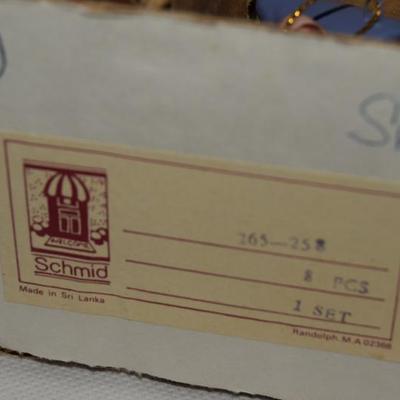 WELCOME
Schmid
265-258
8 PCS
1 SET
Made in Sri Lanka
Randolph, M.A 02368